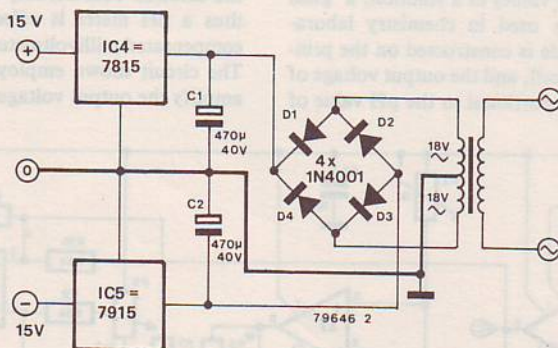 15 V
+
IC4 =
7815
C1
470µ
40V
D1
D2
4 x
1N4001
D4
D3
18V
~
18V
~
~
~
0
C2
470µ
40V
IC5 =
7915
−
15V
79646 2